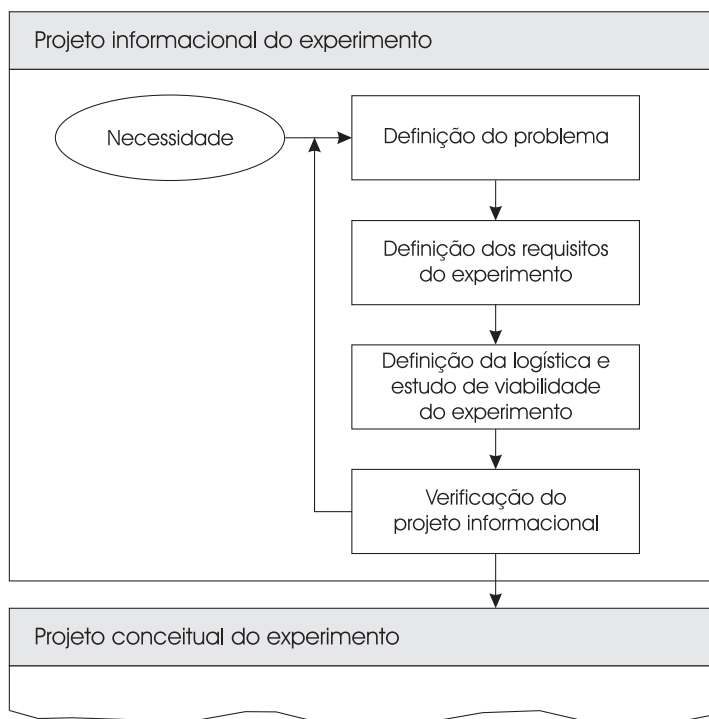 Projeto informacional do experimento
Necessidade
Definição do problema
Definição dos requisitos
do experimento
Definição da logística e
estudo de viabilidade
do experimento
Verificação do
projeto informacional
Projeto conceitual do experimento